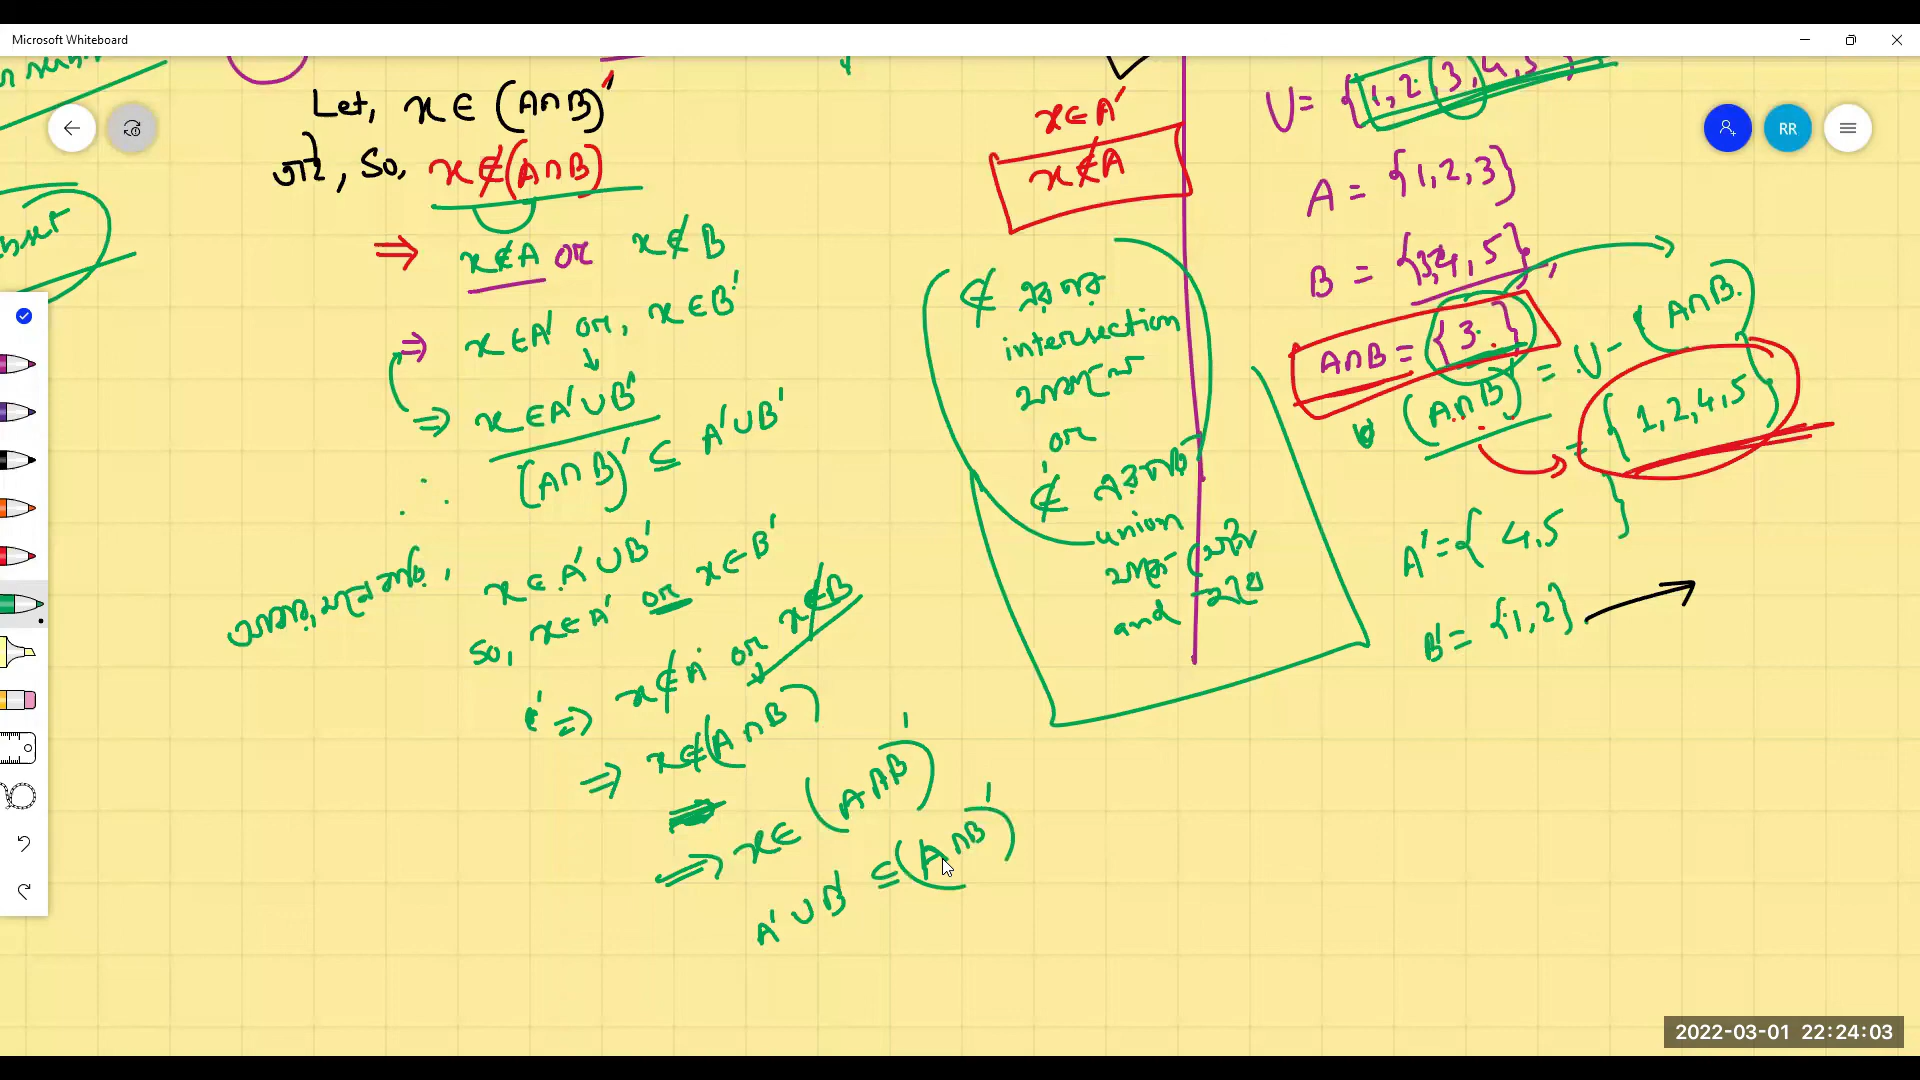 Microsoft Whiteboard
Let, x ∈ (A∩B)'
তাই, So, x ∉ (A∩B)
⇒ x∉A or x∉B
⇒ x∈A' or, x∈B'
⇒ x∈A'∪B'
∴ (A∩B)' ⊆ A'∪B'
x∈A'∪B'
So, x∈A' or x∈B'
⇒ x∉A or x∉B
⇒ x∉(A∩B)
⇒ x∈(A∩B)'
A'∪B' ⊆ (A∩B)'
x∈A'
x∉A
∉
intersection
or
∉
union
and
U = {1, 2, 3, 4, 5}
A = {1, 2, 3}
B = {3, 4, 5},
A∩B = {3}
(A∩B)' = U - (A∩B)
= {1, 2, 4, 5}
A' = { 4,5 }
B' = {1, 2}
RR
2022-03-01 22:24:03